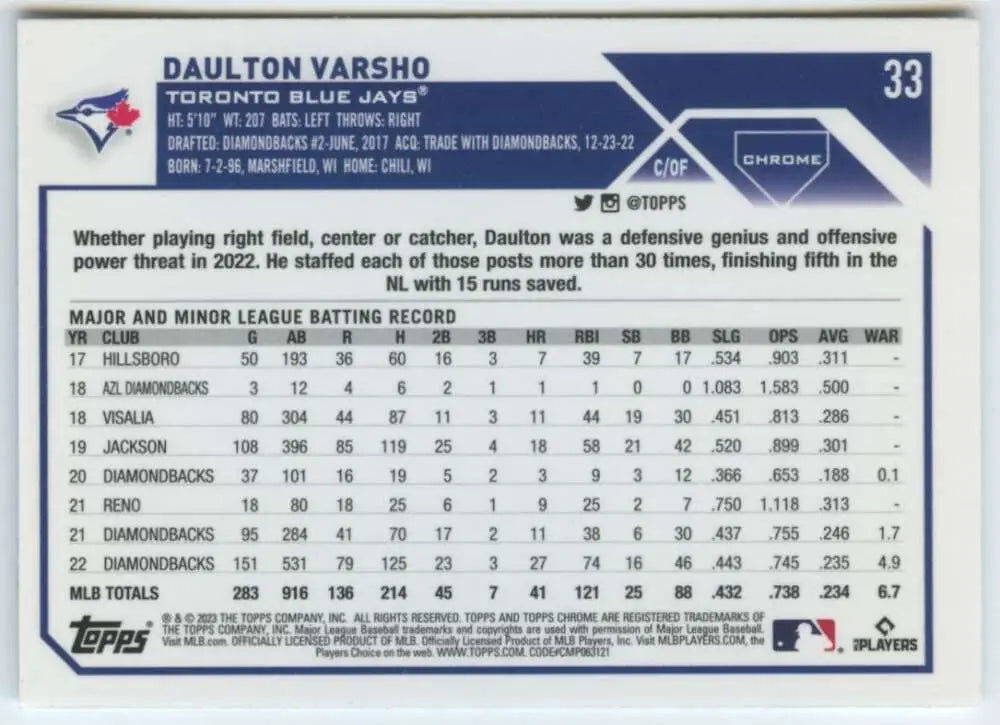 DAULTON VARSHO
33
TORONTO BLUE JAYS®
HT: 5'10" WT: 207 BATS: LEFT THROWS: RIGHT
DRAFTED: DIAMONDBACKS #2-JUNE, 2017 ACQ: TRADE WITH DIAMONDBACKS, 12-23-22
BORN: 7-2-96, MARSHFIELD, WI HOME: CHILI, WI
C/OF
CHROME
@TOPPS
Whether playing right field, center or catcher, Daulton was a defensive genius and offensive
power threat in 2022. He staffed each of those posts more than 30 times, finishing fifth in the
NL with 15 runs saved.
MAJOR AND MINOR LEAGUE BATTING RECORD
YR CLUB G AB R H 2B 3B HR RBI SB BB SLG OPS AVG WAR
17 HILLSBORO 50 193 36 60 16 3 7 39 7 17 .534 .903 .311 -
18 AZL DIAMONDBACKS 3 12 4 6 2 1 1 1 0 0 1.083 1.583 .500 -
18 VISALIA 80 304 44 87 11 3 11 44 19 30 .451 .813 .286 -
19 JACKSON 108 396 85 119 25 4 18 58 21 42 .520 .899 .301 -
20 DIAMONDBACKS 37 101 16 19 5 2 3 9 3 12 .366 .653 .188 0.1
21 RENO 18 80 18 25 6 1 9 25 2 7 .750 1.118 .313 -
21 DIAMONDBACKS 95 284 41 70 17 2 11 38 6 30 .437 .755 .246 1.7
22 DIAMONDBACKS 151 531 79 125 23 3 27 74 16 46 .443 .745 .235 4.9
MLB TOTALS 283 916 136 214 45 7 41 121 25 88 .432 .738 .234 6.7
Topps
® & © 2023 THE TOPPS COMPANY, INC. ALL RIGHTS RESERVED. TOPPS AND TOPPS CHROME ARE REGISTERED TRADEMARKS OF
THE TOPPS COMPANY, INC. Major League Baseball trademarks and copyrights are used with permission of Major League Baseball.
Visit MLB.com. OFFICIALLY LICENSED PRODUCT OF MLB. Officially Licensed Product of MLB Players, Inc. Visit MLBPLAYERS.COM, the
Players Choice on the web. WWW.TOPPS.COM. CODE#CMP063121
MLB PLAYERS